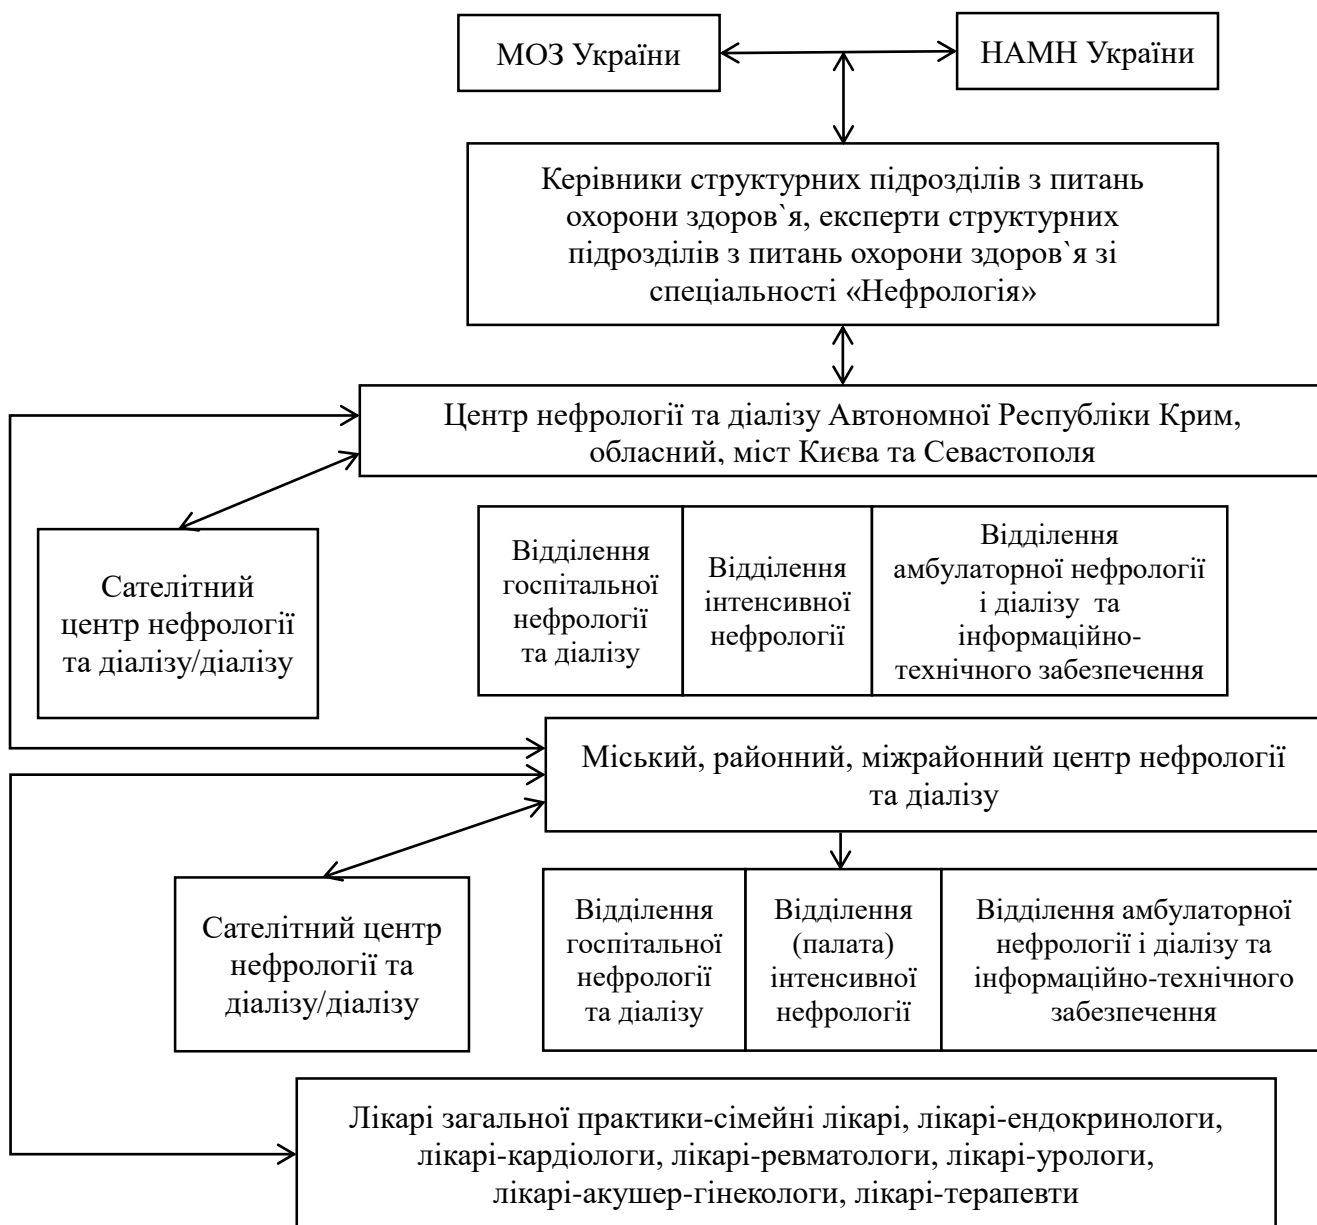 МОЗ України
НАМН України
Керівники структурних підрозділів з питань
охорони здоров`я, експерти структурних
підрозділів з питань охорони здоров`я зі
спеціальності «Нефрологія»
Центр нефрології та діалізу Автономної Республіки Крим,
обласний, міст Києва та Севастополя
Сателітний
центр нефрології
та діалізу/діалізу
Відділення
госпітальної
нефрології
та діалізу
Відділення
інтенсивної
нефрології
Відділення
амбулаторної нефрології
і діалізу та
інформаційно-
технічного забезпечення
Міський, районний, міжрайонний центр нефрології
та діалізу
Сателітний центр
нефрології та
діалізу/діалізу
Відділення
госпітальної
нефрології
та діалізу
Відділення
(палата)
інтенсивної
нефрології
Відділення амбулаторної
нефрології і діалізу та
інформаційно-технічного
забезпечення
Лікарі загальної практики-сімейні лікарі, лікарі-ендокринологи,
лікарі-кардіологи, лікарі-ревматологи, лікарі-урологи,
лікарі-акушер-гінекологи, лікарі-терапевти